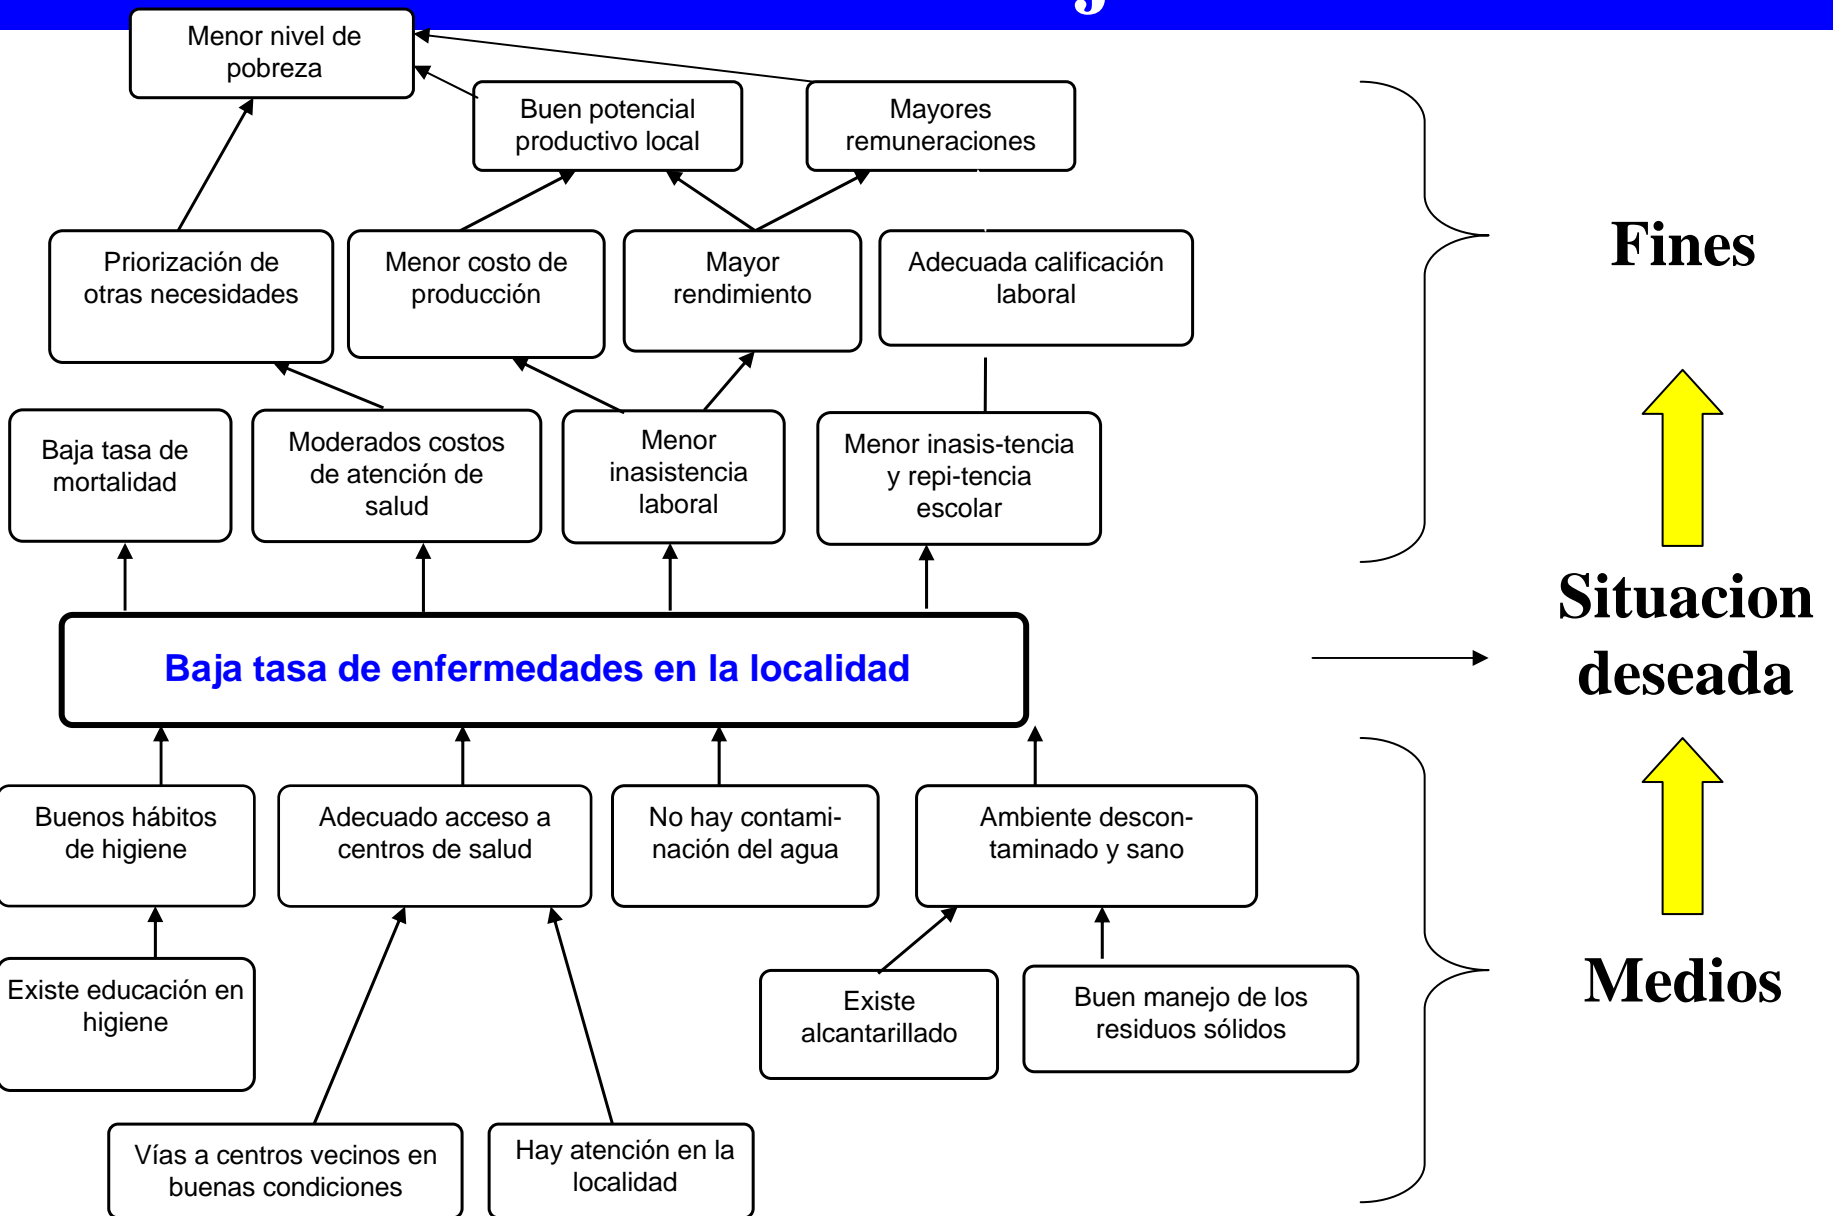 Menor nivel de
pobreza
Buen potencial
productivo local
Mayores
remuneraciones
Priorización de
otras necesidades
Menor costo de
producción
Mayor
rendimiento
Adecuada calificación
laboral
Fines
Baja tasa de
mortalidad
Moderados costos
de atención de
salud
Menor
inasistencia
laboral
Menor inasis-tencia
y repi-tencia
escolar
Situacion
deseada
Baja tasa de enfermedades en la localidad
Buenos hábitos
de higiene
Adecuado acceso a
centros de salud
No hay contami-
nación del agua
Ambiente descon-
taminado y sano
Medios
Existe educación en
higiene
Existe
alcantarillado
Buen manejo de los
residuos sólidos
Vías a centros vecinos en
buenas condiciones
Hay atención en la
localidad